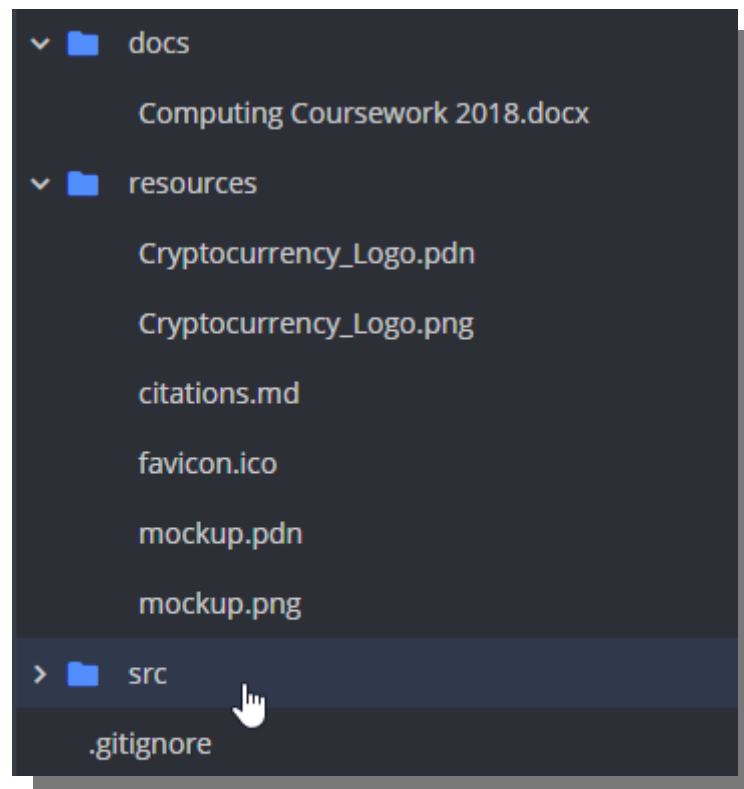 docs
Computing Coursework 2018.docx
resources
Cryptocurrency_Logo.pdn
Cryptocurrency_Logo.png
citations.md
favicon.ico
mockup.pdn
mockup.png
src
.gitignore